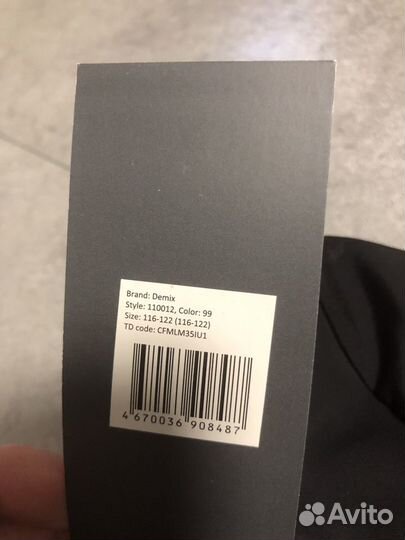 Brand: Demix
Style: 110012, Color: 99
Size: 116-122 (116-122)
TD code: CFMLM35IU1
4 670036 908487
Avito